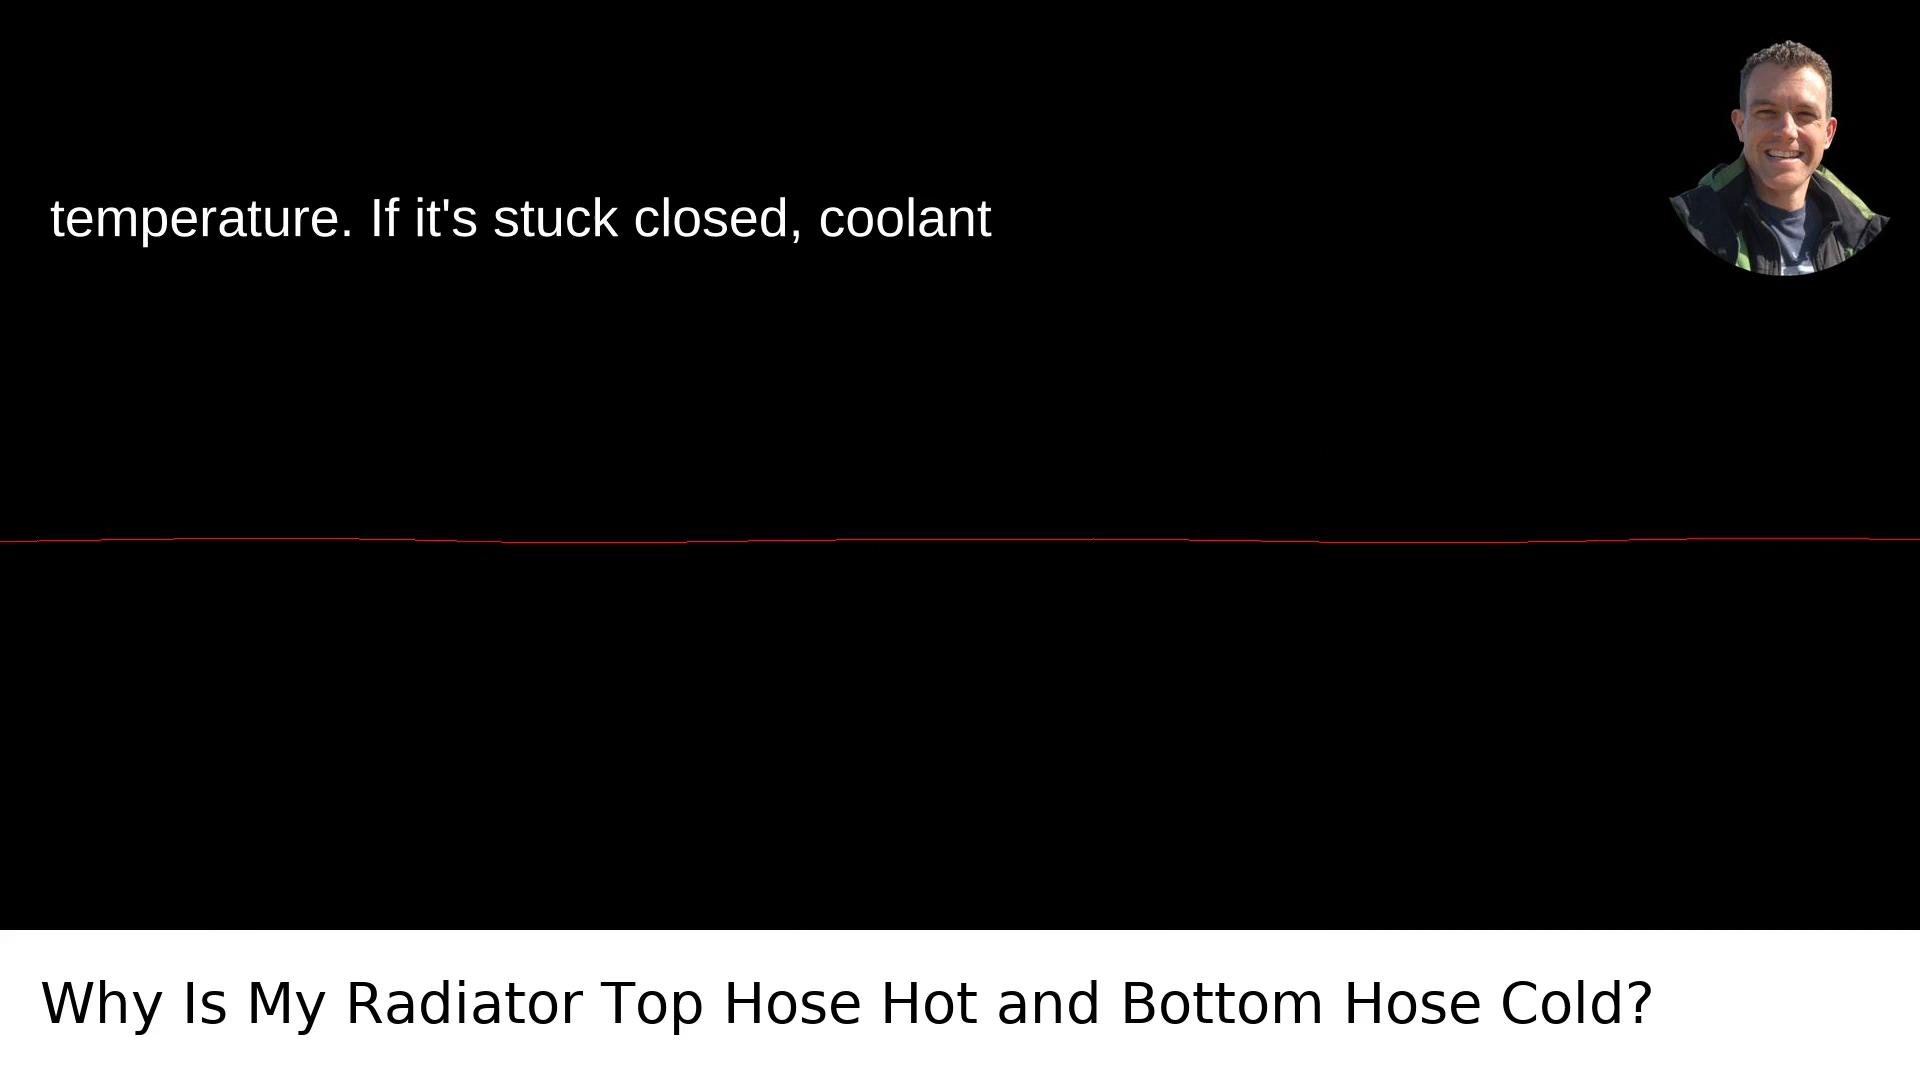 temperature. If it's stuck closed, coolant
Why Is My Radiator Top Hose Hot and Bottom Hose Cold?